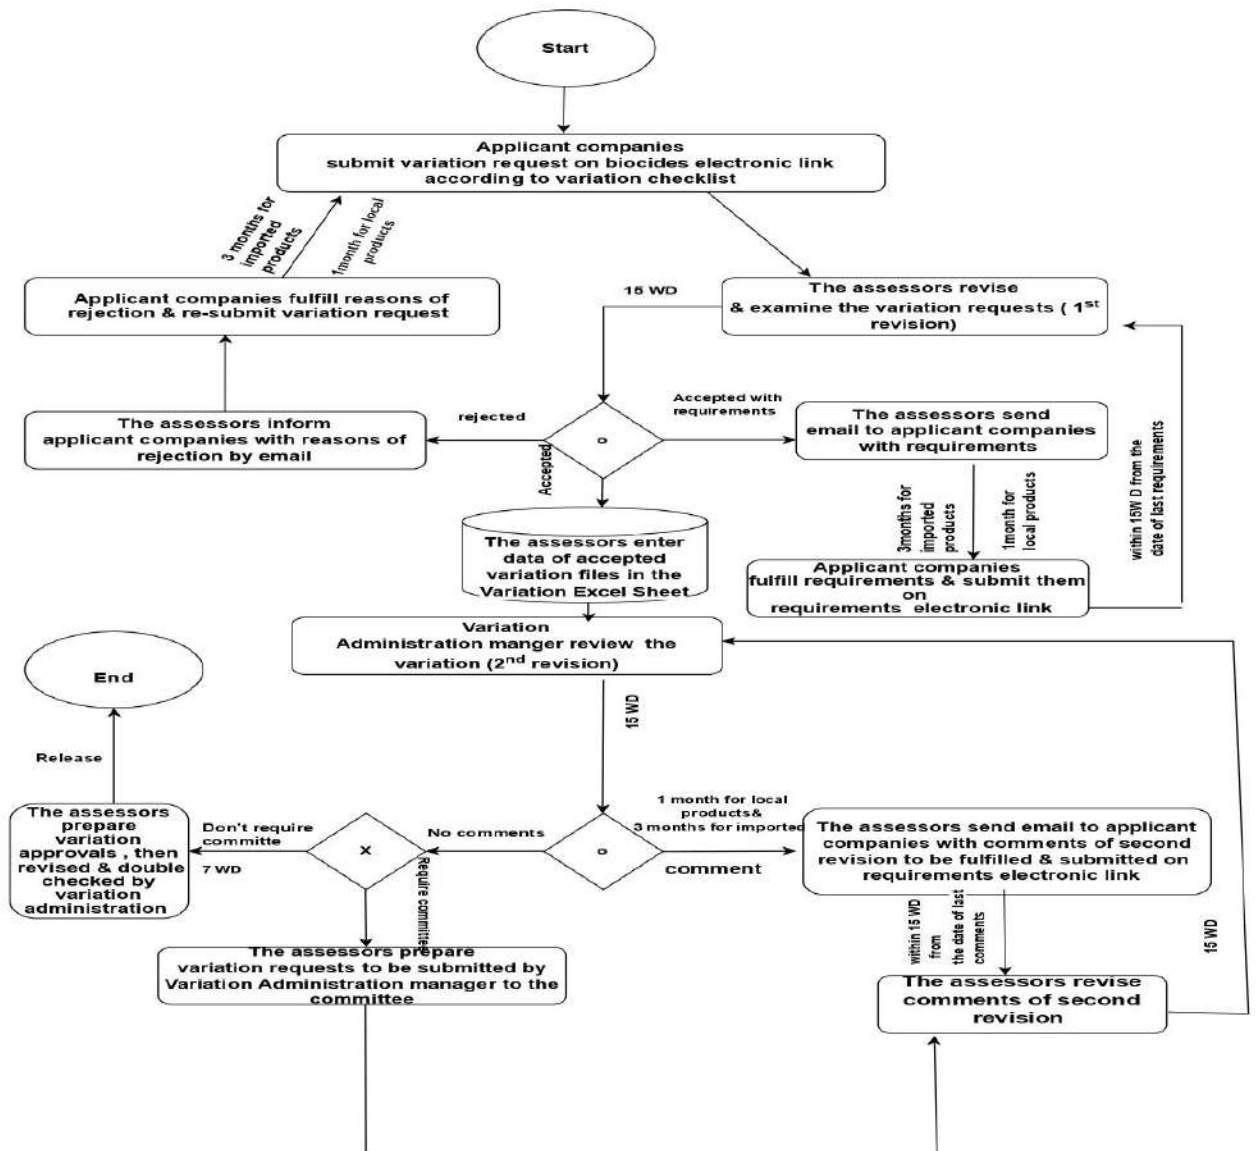 Start
Applicant companies
submit variation request on biocides electronic link
according to variation checklist
3 months for
imported
products
1month for local
products
Applicant companies fulfill reasons of
rejection & re-submit variation request
15 WD
The assessors revise
& examine the variation requests ( 1st
revision)
The assessors inform
applicant companies with reasons of
rejection by email
rejected
o
Accepted with
requirements
The assessors send
email to applicant companies
with requirements
Accepted
within 15W D from the
date of last requirements
3months for
imported
products
1month for
local products
The assessors enter
data of accepted
variation files in the
Variation Excel Sheet
Applicant companies
fulfill requirements & submit them
on
requirements electronic link
Variation
Administration manger review the
variation (2nd revision)
End
15 WD
Release
The assessors
prepare
variation
approvals , then
revised & double
checked by
variation
administration
Don't require
committe
7 WD
X
No comments
Require committee
o
1 month for local
products&
3 months for imported
comment
The assessors send email to applicant
companies with comments of second
revision to be fulfilled & submitted on
requirements electronic link
within 15 WD
from
the date of last
comments
15 WD
The assessors prepare
variation requests to be submitted by
Variation Administration manager to the
committee
The assessors revise
comments of second
revision